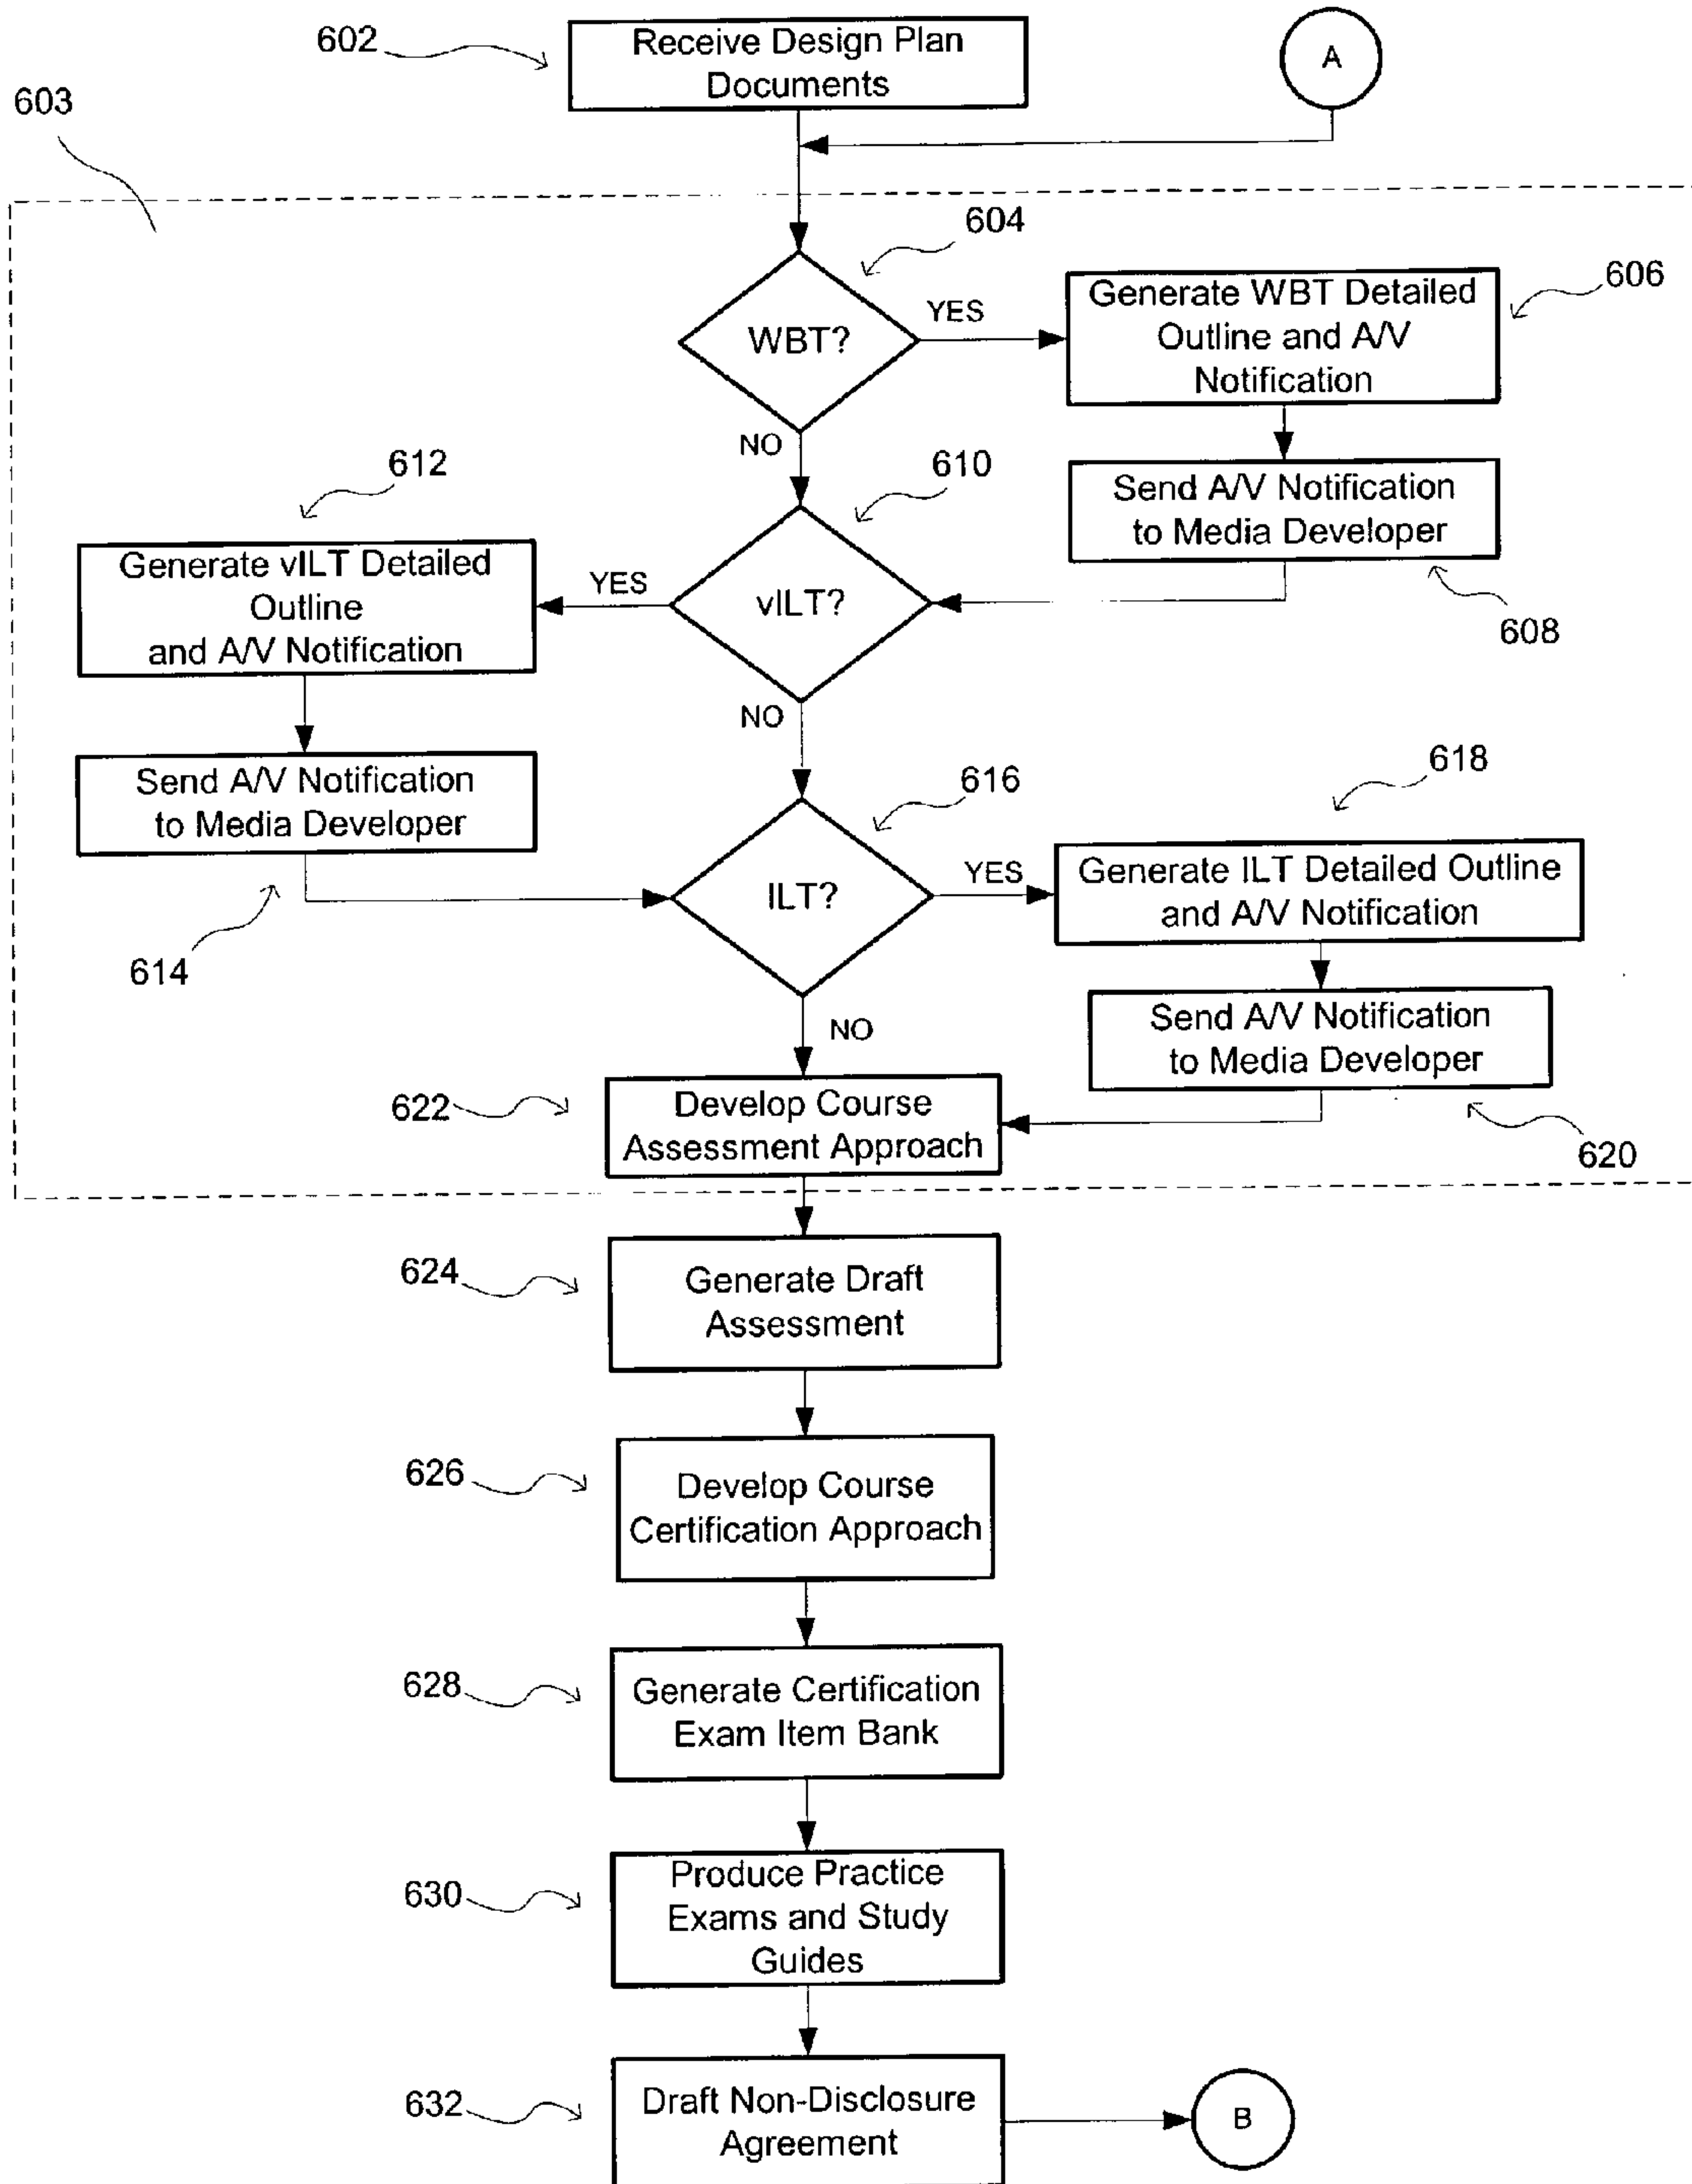 602
Receive Design Plan
Documents
A
603
604
WBT?
YES
NO
606
Generate WBT Detailed
Outline and A/V
Notification
Send A/V Notification
to Media Developer
608
610
vILT?
YES
NO
612
Generate vILT Detailed
Outline
and A/V Notification
Send A/V Notification
to Media Developer
614
616
ILT?
YES
NO
618
Generate ILT Detailed Outline
and A/V Notification
Send A/V Notification
to Media Developer
620
622
Develop Course
Assessment Approach
624
Generate Draft
Assessment
626
Develop Course
Certification Approach
628
Generate Certification
Exam Item Bank
630
Produce Practice
Exams and Study
Guides
632
Draft Non-Disclosure
Agreement
B